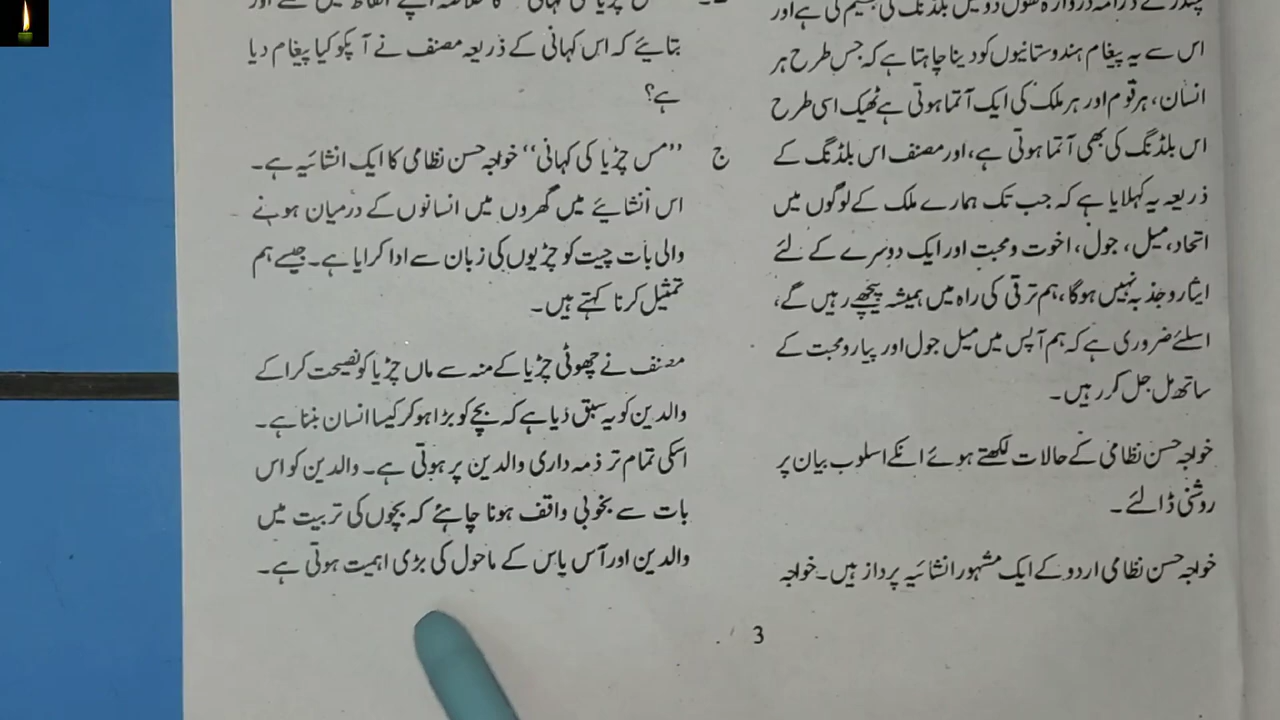 اس سے یہ پیغام ہندوستانیوں کو دینا چاہتا ہے کہ جس طرح ہر
انسان، ہر قوم اور ہر ملک کی ایک آتما ہوتی ہے ٹھیک اسی طرح
اس بلڈنگ کی بھی آتما ہوتی ہے، اور مصنف اس بلڈنگ کے
ذریعہ یہ کہلایا ہے کہ جب تک ہمارے ملک کے لوگوں میں
اتحاد، میل، جول، اخوت و محبت اور ایک دوسرے کے لئے
ایثار و جذبہ نہیں ہوگا، ہم ترقی کی راہ میں ہمیشہ پیچھے رہیں گے،
اسلئے ضروری ہے کہ ہم آپس میں میل جول اور پیار و محبت کے
ساتھ مل جل کر رہیں۔
خواجہ حسن نظامی کے حالات لکھتے ہوئے انکے اسلوب بیان پر
روشنی ڈالئے۔
خواجہ حسن نظامی اردو کے ایک مشہور انشائیہ پرداز ہیں۔ خواجہ
بتایئے کہ اس کہانی کے ذریعہ مصنف نے آپکو کیا پیغام دیا
ہے؟
ج ”مس چڑیا کی کہانی“ خواجہ حسن نظامی کا ایک انشائیہ ہے۔
اس انشایئے میں گھروں میں انسانوں کے درمیان ہونے
والی بات چیت کو چڑیوں کی زبان سے ادا کرایا ہے۔ جیسے ہم
تمثیل کرنا کہتے ہیں۔
مصنف نے چھوٹی چڑیا کے منہ سے ماں چڑیا کو نصیحت کرا کے
والدین کو یہ سبق دیا ہے کہ بچے کو بڑا ہو کر کیسا انسان بننا ہے۔
اسکی تمام تر ذمہ داری والدین پر ہوتی ہے۔ والدین کو اس
بات سے بخوبی واقف ہونا چاہئے کہ بچوں کی تربیت میں
والدین اور آس پاس کے ماحول کی بڑی اہمیت ہوتی ہے۔
3